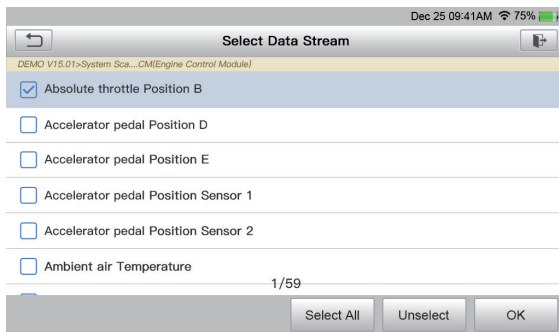 Dec 25 09:41AM 75%
Select Data Stream
DEMO V15.01>System Sca....CM(Engine Control Module)
Absolute throttle Position B
Accelerator pedal Position D
Accelerator pedal Position E
Accelerator pedal Position Sensor 1
Accelerator pedal Position Sensor 2
Ambient air Temperature
1/59
Select All Unselect OK